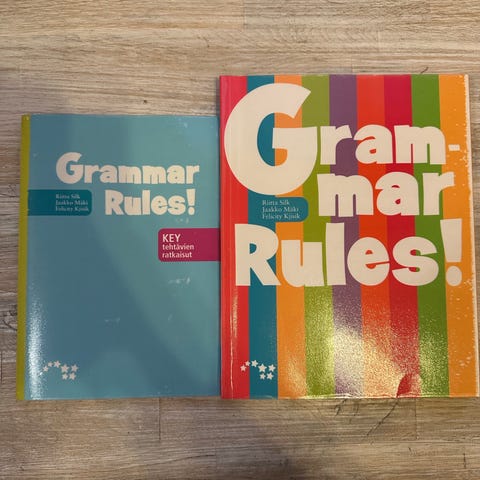 Grammar
Rules!
Riitta Silk
Jaakko Mäki
Felicity Kjisik
KEY
tehtävien
ratkaisut
Gram-
mar
Rules!
Riitta Silk
Jaakko Mäki
Felicity Kjisik